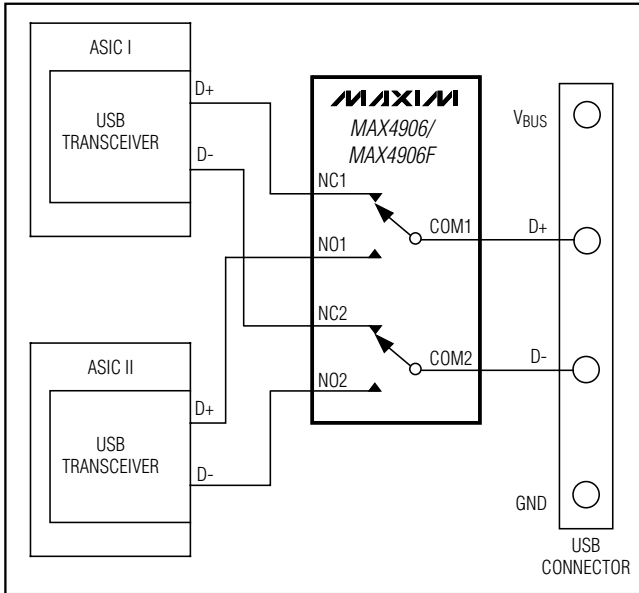 ASIC I
USB
TRANSCEIVER
D+
D-
ASIC II
USB
TRANSCEIVER
D+
D-
MAXIM
MAX4906/
MAX4906F
NC1
COM1
NO1
NC2
COM2
NO2
VBUS
D+
D-
GND
USB
CONNECTOR